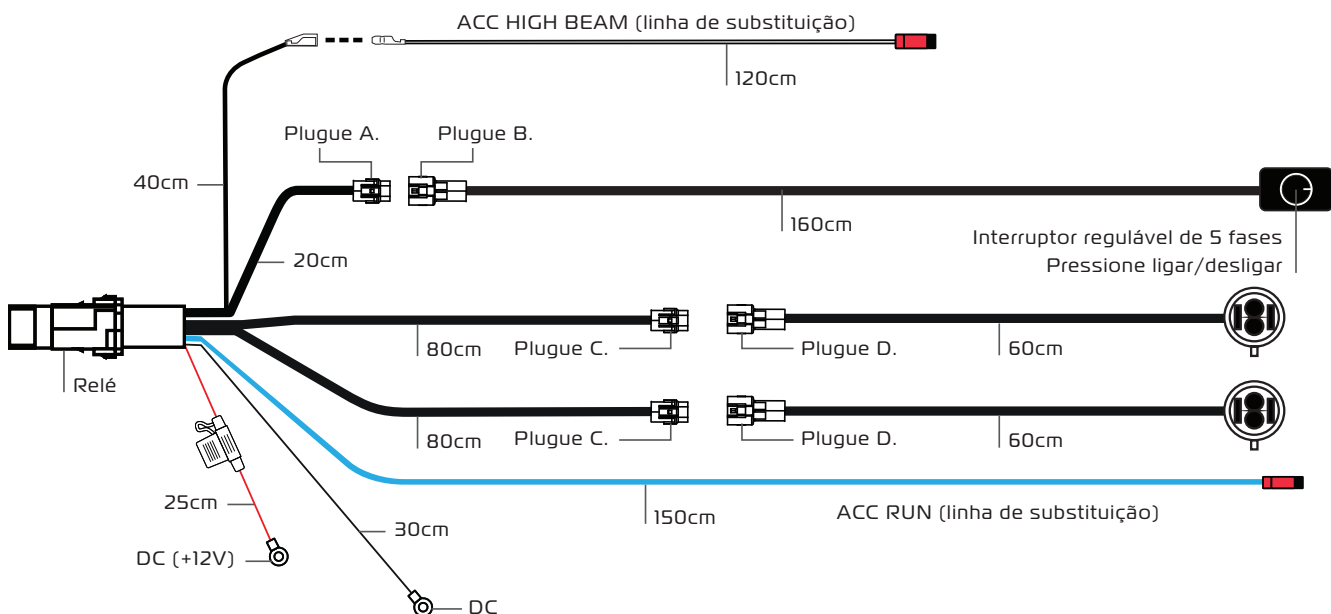 ACC HIGH BEAM (linha de substituição)
120cm
Plugue A.
Plugue B.
40cm
160cm
Interruptor regulável de 5 fases
Pressione ligar/desligar
20cm
80cm
Plugue C.
Plugue D.
60cm
Relé
80cm
Plugue C.
Plugue D.
60cm
25cm
150cm
ACC RUN (linha de substituição)
30cm
DC (+12V)
DC